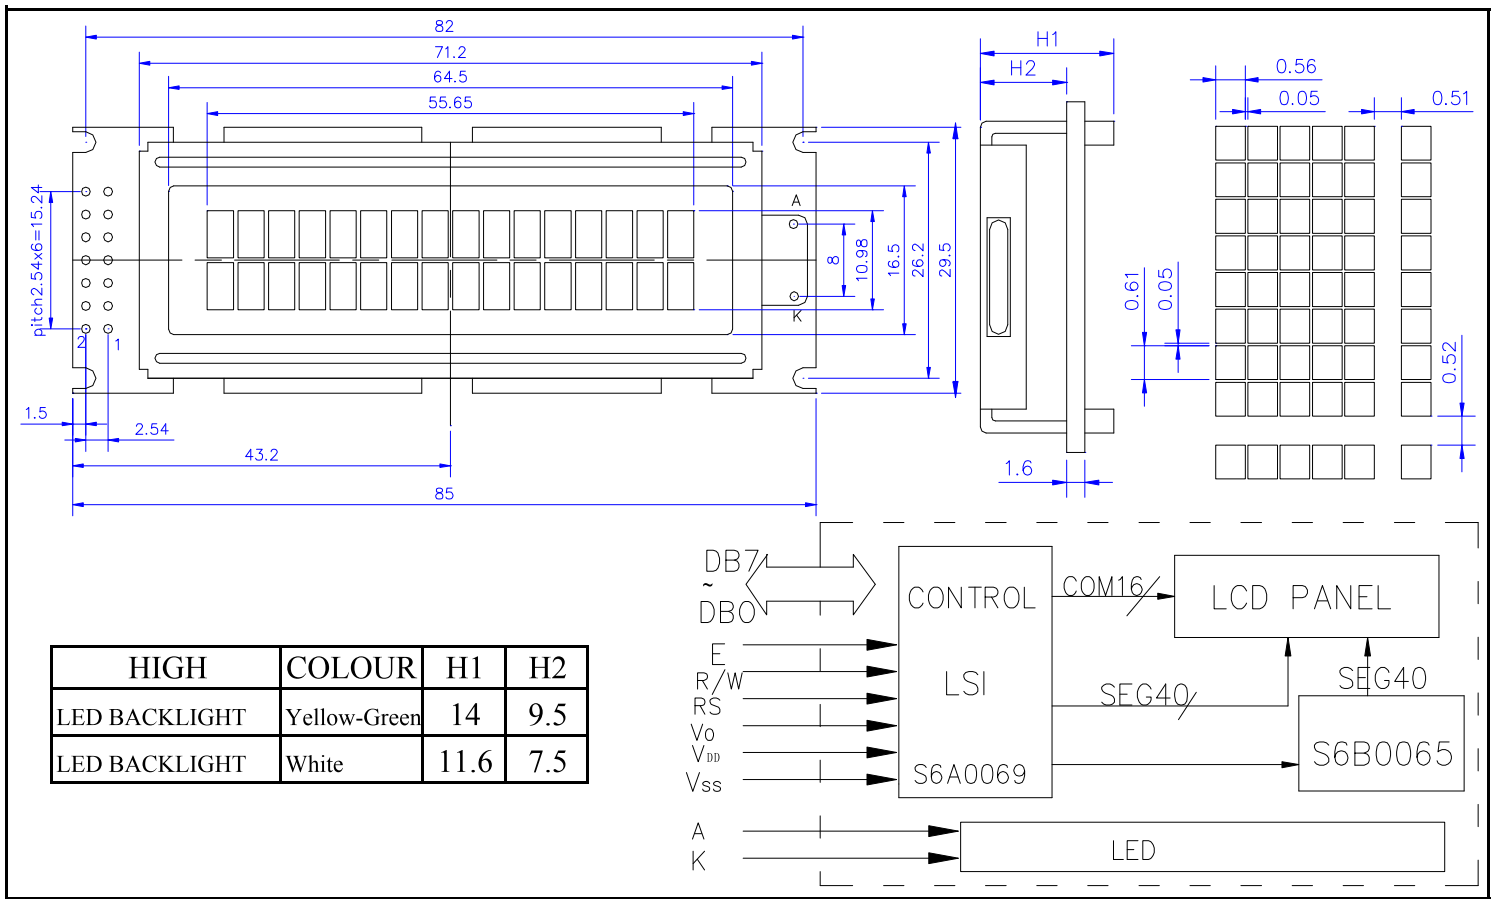 82
71.2
64.5
55.65
A
K
8
10.98
16.5
26.2
29.5
pitch2.54x6=15.24
2
1
1.5
2.54
43.2
85
H1
H2
1.6
0.56
0.05
0.51
0.61
0.05
0.52
HIGH COLOUR H1 H2
LED BACKLIGHT Yellow-Green 14 9.5
LED BACKLIGHT White 11.6 7.5
DB7
~
DB0
E
R/W
RS
Vo
VDD
Vss
A
K
CONTROL
LSI
S6A0069
COM16
SEG40
LCD PANEL
SEG40
S6B0065
LED